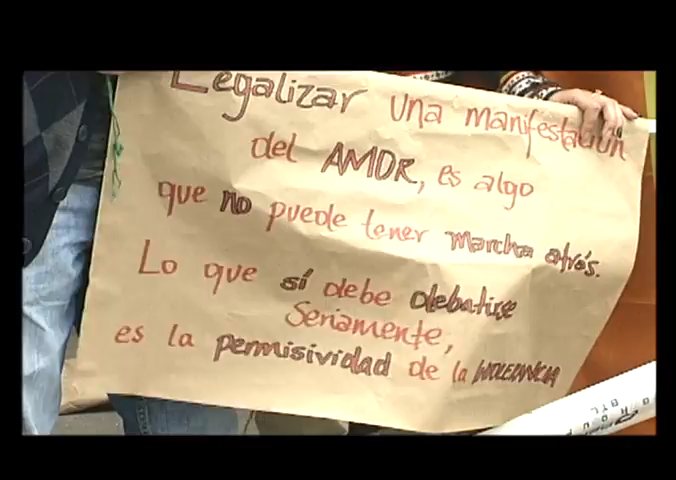 Legalizar una manifestación
del AMOR, es algo
que no puede tener marcha atrás.
Lo que sí debe debatirse
Seriamente,
es la permisividad de la